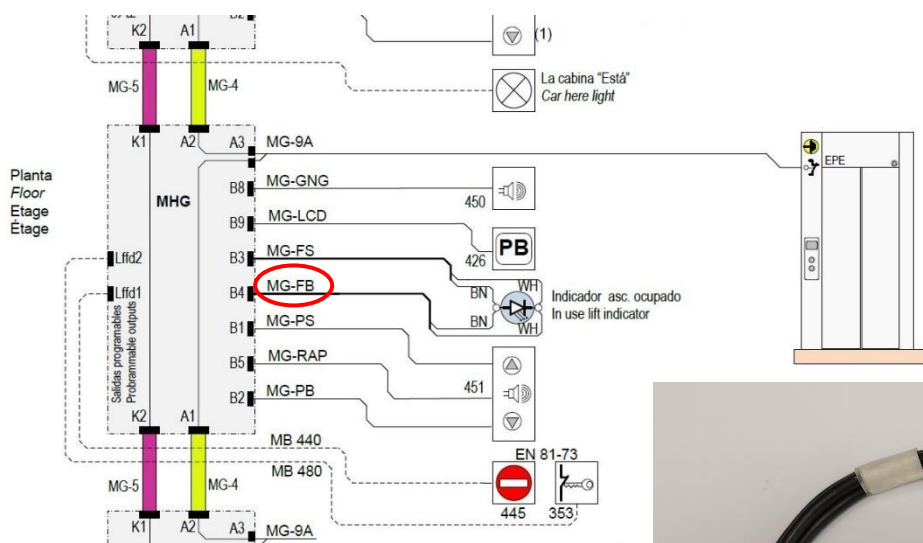 B2
K2
A1
(1)
MG-5
MG-4
La cabina "Está"
Car here light
K1
A2
A3
MG-9A
EPE
Planta
Floor
Etage
Étage
MHG
B8
MG-GNG
450
B9
MG-LCD
426
PB
Lffd2
B3
MG-FS
WH
BN
Lffd1
B4
MG-FB
BN
WH
Indicador asc. ocupado
In use lift indicator
Salidas programables
Probrammable outputs
B1
MG-PS
B5
MG-RAP
451
B2
MG-PB
K2
A1
MB 440
MB 480
EN 81-73
445
353
MG-5
MG-4
K1
A2
A3
MG-9A